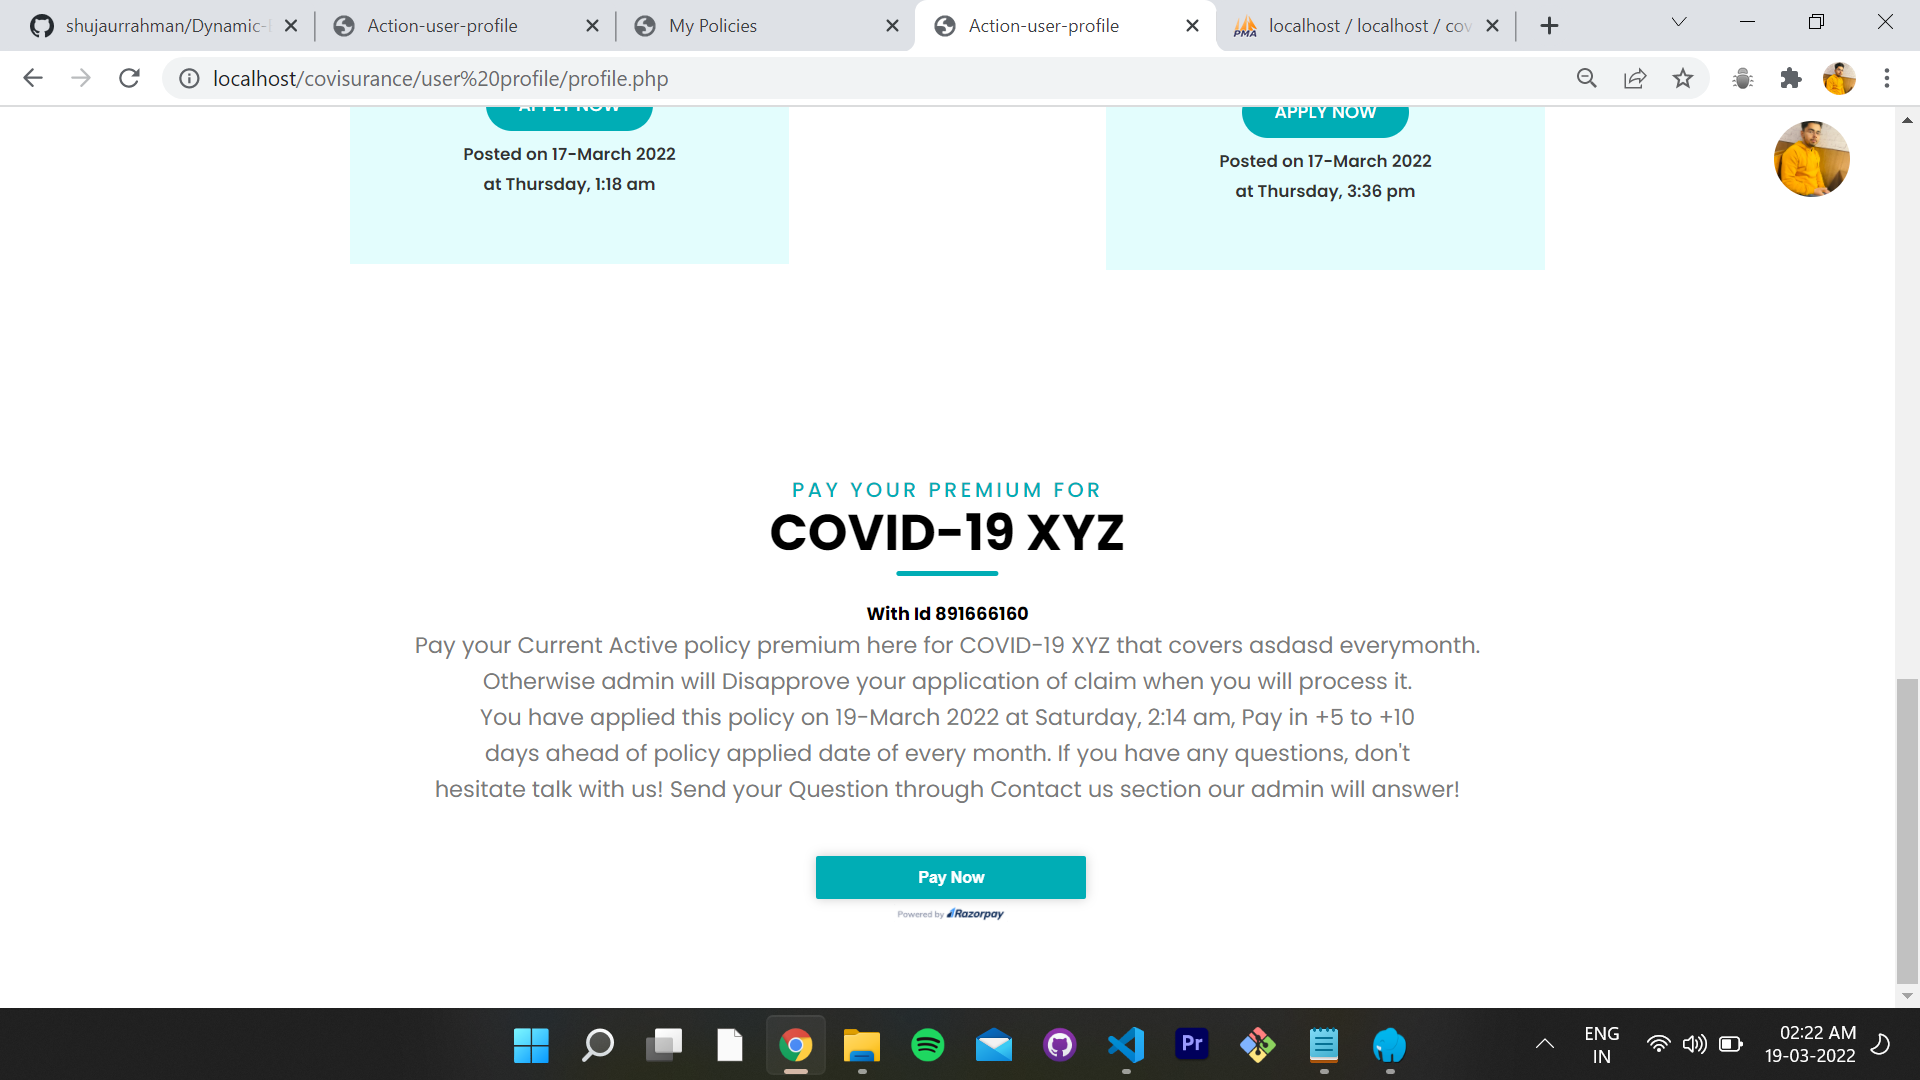 shujaurrahman/Dynamic-
Action-user-profile
My Policies
Action-user-profile
localhost / localhost / cov
localhost/covisurance/user%20profile/profile.php
APPLY NOW
Posted on 17-March 2022
at Thursday, 1:18 am
APPLY NOW
Posted on 17-March 2022
at Thursday, 3:36 pm
PAY YOUR PREMIUM FOR
COVID-19 XYZ
With Id 891666160
Pay your Current Active policy premium here for COVID-19 XYZ that covers asdasd everymonth.
Otherwise admin will Disapprove your application of claim when you will process it.
You have applied this policy on 19-March 2022 at Saturday, 2:14 am, Pay in +5 to +10
days ahead of policy applied date of every month. If you have any questions, don't
hesitate talk with us! Send your Question through Contact us section our admin will answer!
Pay Now
Powered by Razorpay
PMA
Pr
ENG
IN
02:22 AM
19-03-2022